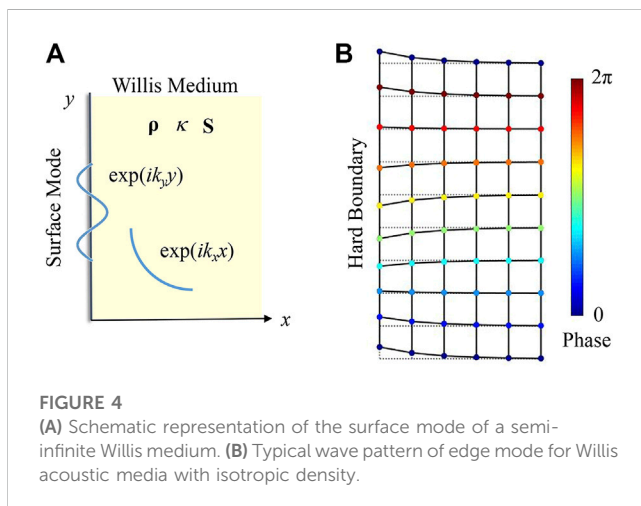 A
Willis Medium
y
ρ κ S
exp(ik_y y)
Surface Mode
exp(ik_x x)
x
B
Hard Boundary
2π
0
Phase
FIGURE 4
(A) Schematic representation of the surface mode of a semi-
infinite Willis medium. (B) Typical wave pattern of edge mode for Willis
acoustic media with isotropic density.